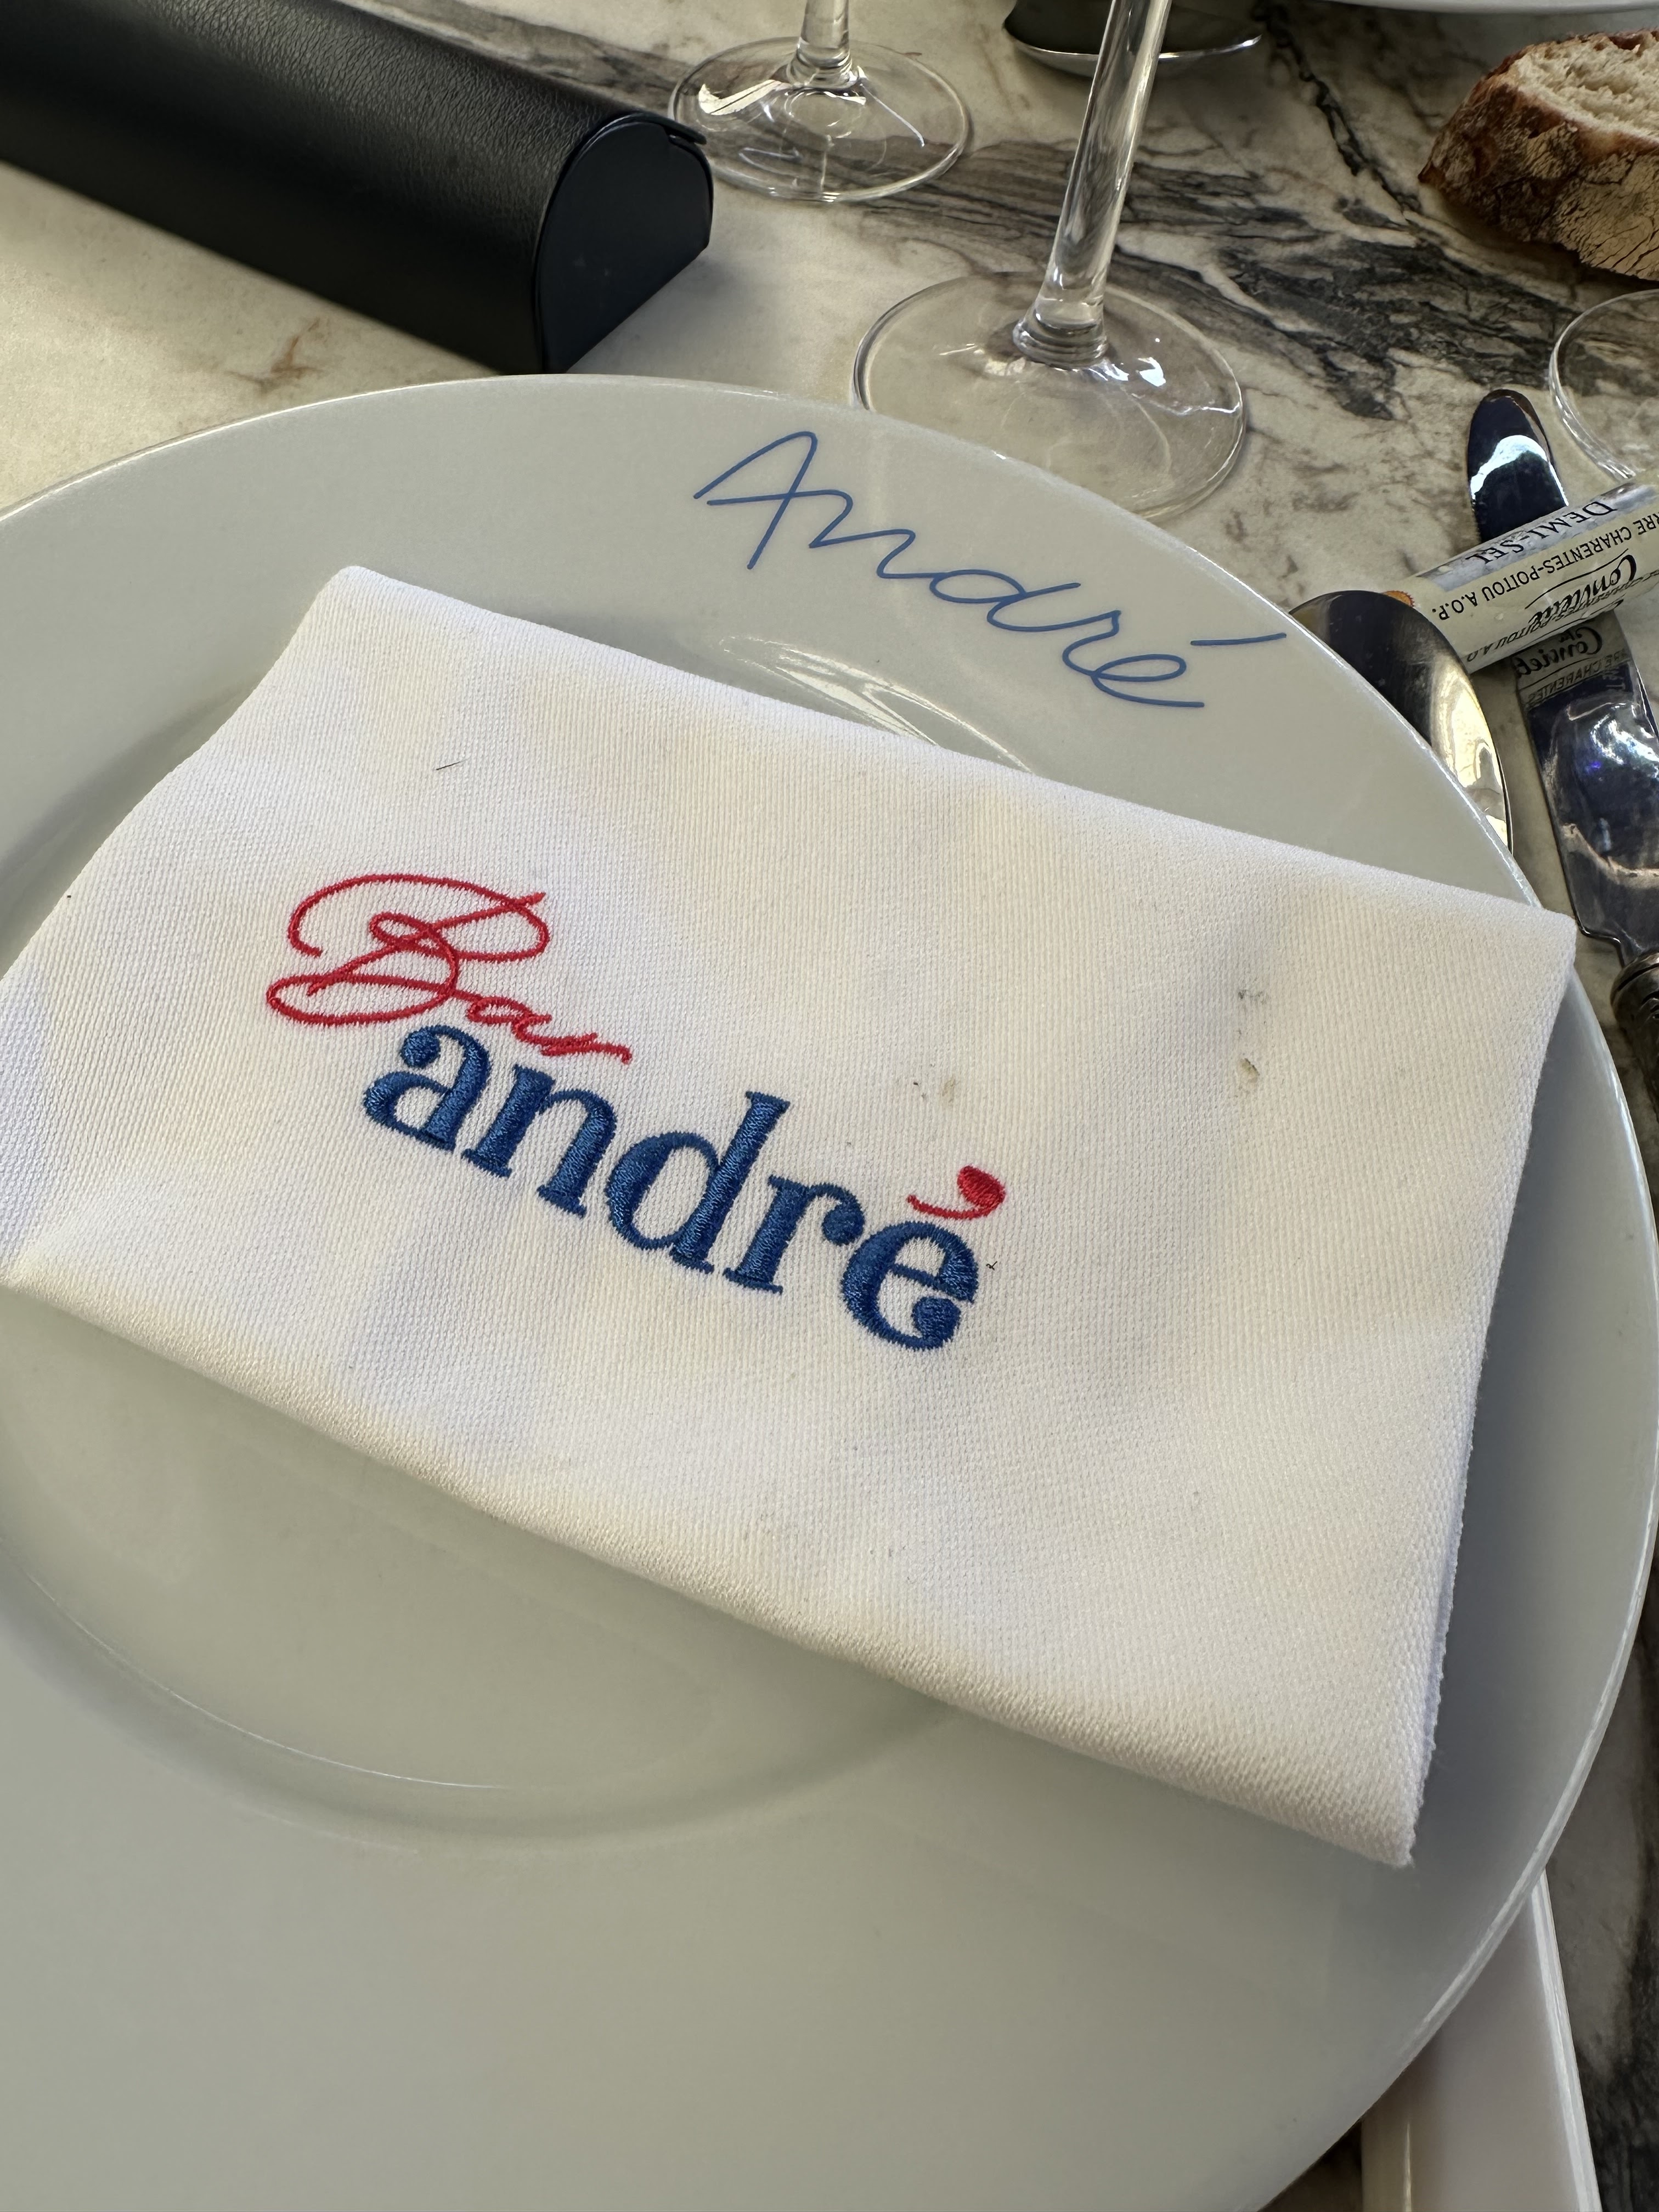 André
DEMI-SEL
CHARENTES-POITOU A.O.P.
Bar
andré